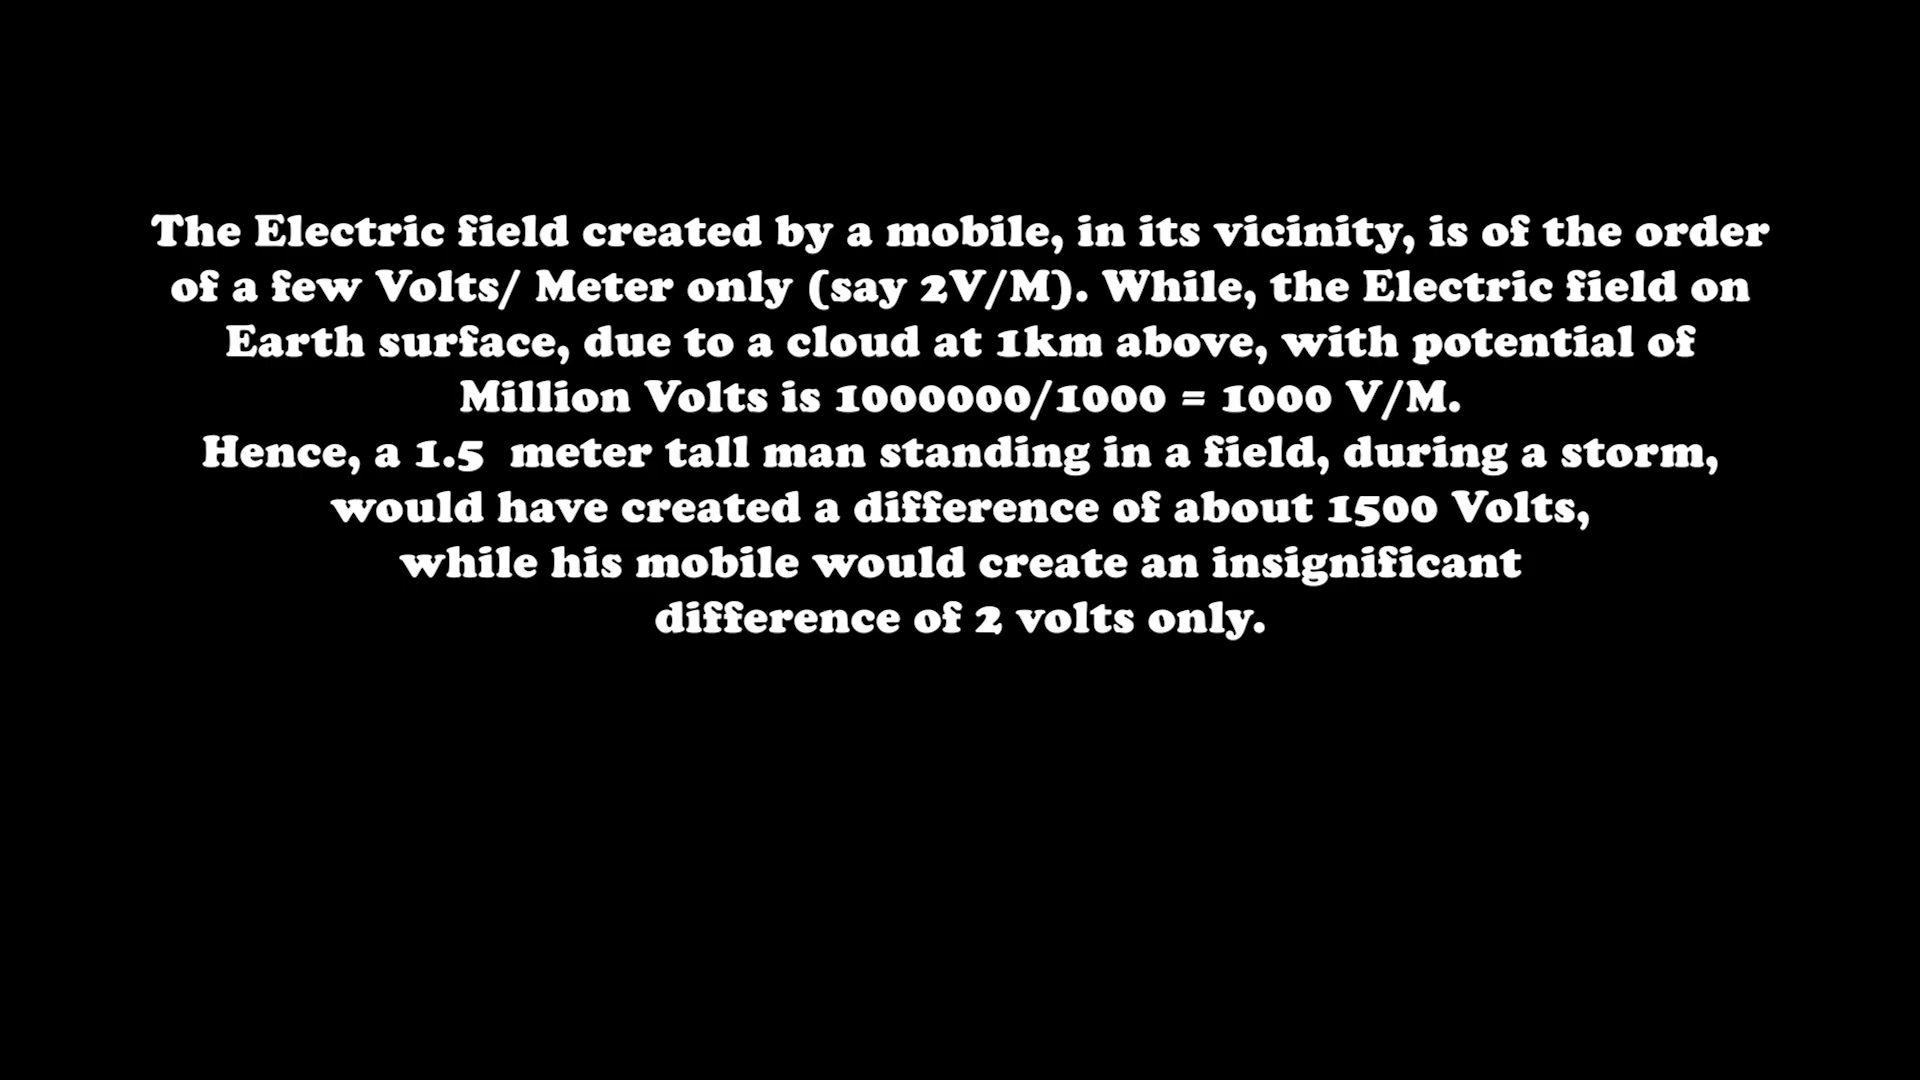 The Electric field created by a mobile, in its vicinity, is of the order
of a few Volts/ Meter only (say 2V/M). While, the Electric field on
Earth surface, due to a cloud at 1km above, with potential of
Million Volts is 1000000/1000 = 1000 V/M.
Hence, a 1.5  meter tall man standing in a field, during a storm,
would have created a difference of about 1500 Volts,
while his mobile would create an insignificant
difference of 2 volts only.